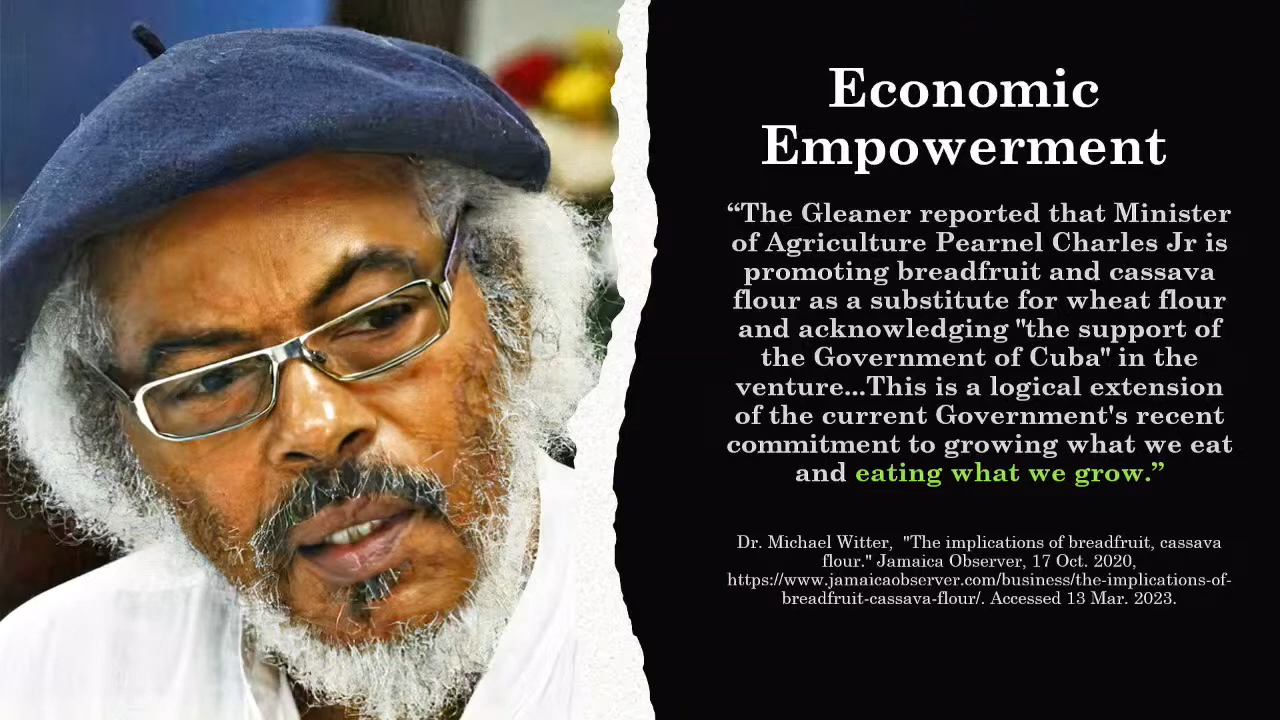 Economic
Empowerment
“The Gleaner reported that Minister
of Agriculture Pearnel Charles Jr is
promoting breadfruit and cassava
flour as a substitute for wheat flour
and acknowledging "the support of
the Government of Cuba" in the
venture...This is a logical extension
of the current Government's recent
commitment to growing what we eat
and eating what we grow.”
Dr. Michael Witter,  "The implications of breadfruit, cassava
flour." Jamaica Observer, 17 Oct. 2020,
https://www.jamaicaobserver.com/business/the-implications-of-
breadfruit-cassava-flour/. Accessed 13 Mar. 2023.